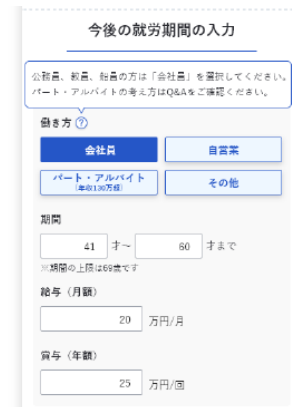 今後の就労期間の入力
公務員、教員、船員の方は「会社員」を選択してください。
パート・アルバイトの考え方はQ&Aをご確認ください。
働き方 ?
会社員
自営業
パート・アルバイト
(年収130万超)
その他
期間
41 才～ 60 才まで
※期間の上限は69歳です
給与（月額）
20 万円/月
賞与（年額）
25 万円/回